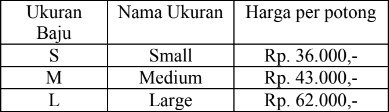 Ukuran Baju Nama Ukuran Harga per potong
S Small Rp. 36.000,-
M Medium Rp. 43.000,-
L Large Rp. 62.000,-